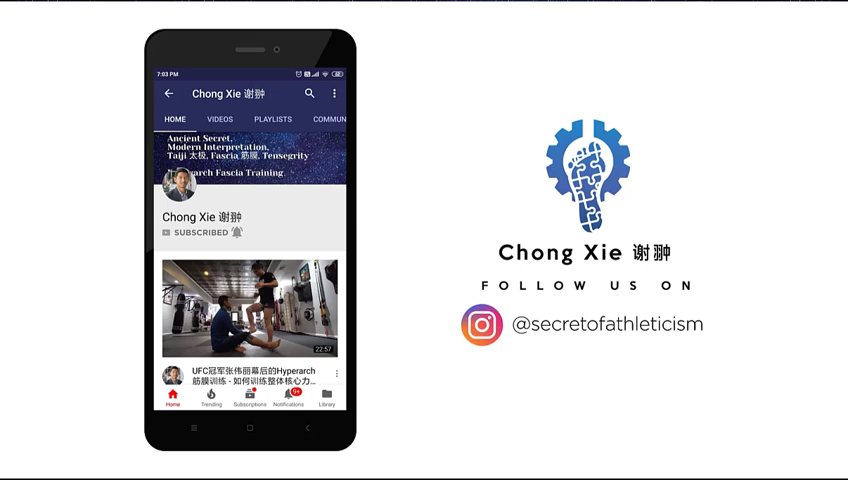 7:03 PM
Chong Xie 谢翀
HOME VIDEOS PLAYLISTS COMMUN
Ancient Secret,
Modern Interpretation,
Taiji 太极, Fascia 筋膜, Tensegrity
arch Fascia Training
Chong Xie 谢翀
SUBSCRIBED
22:57
UFC冠军张伟丽幕后的Hyperarch
筋膜训练 - 如何训练整体核心力...
9+
Home Trending Subscriptions Notifications Library
Chong Xie 谢翀
FOLLOW US ON
@secretofathleticism